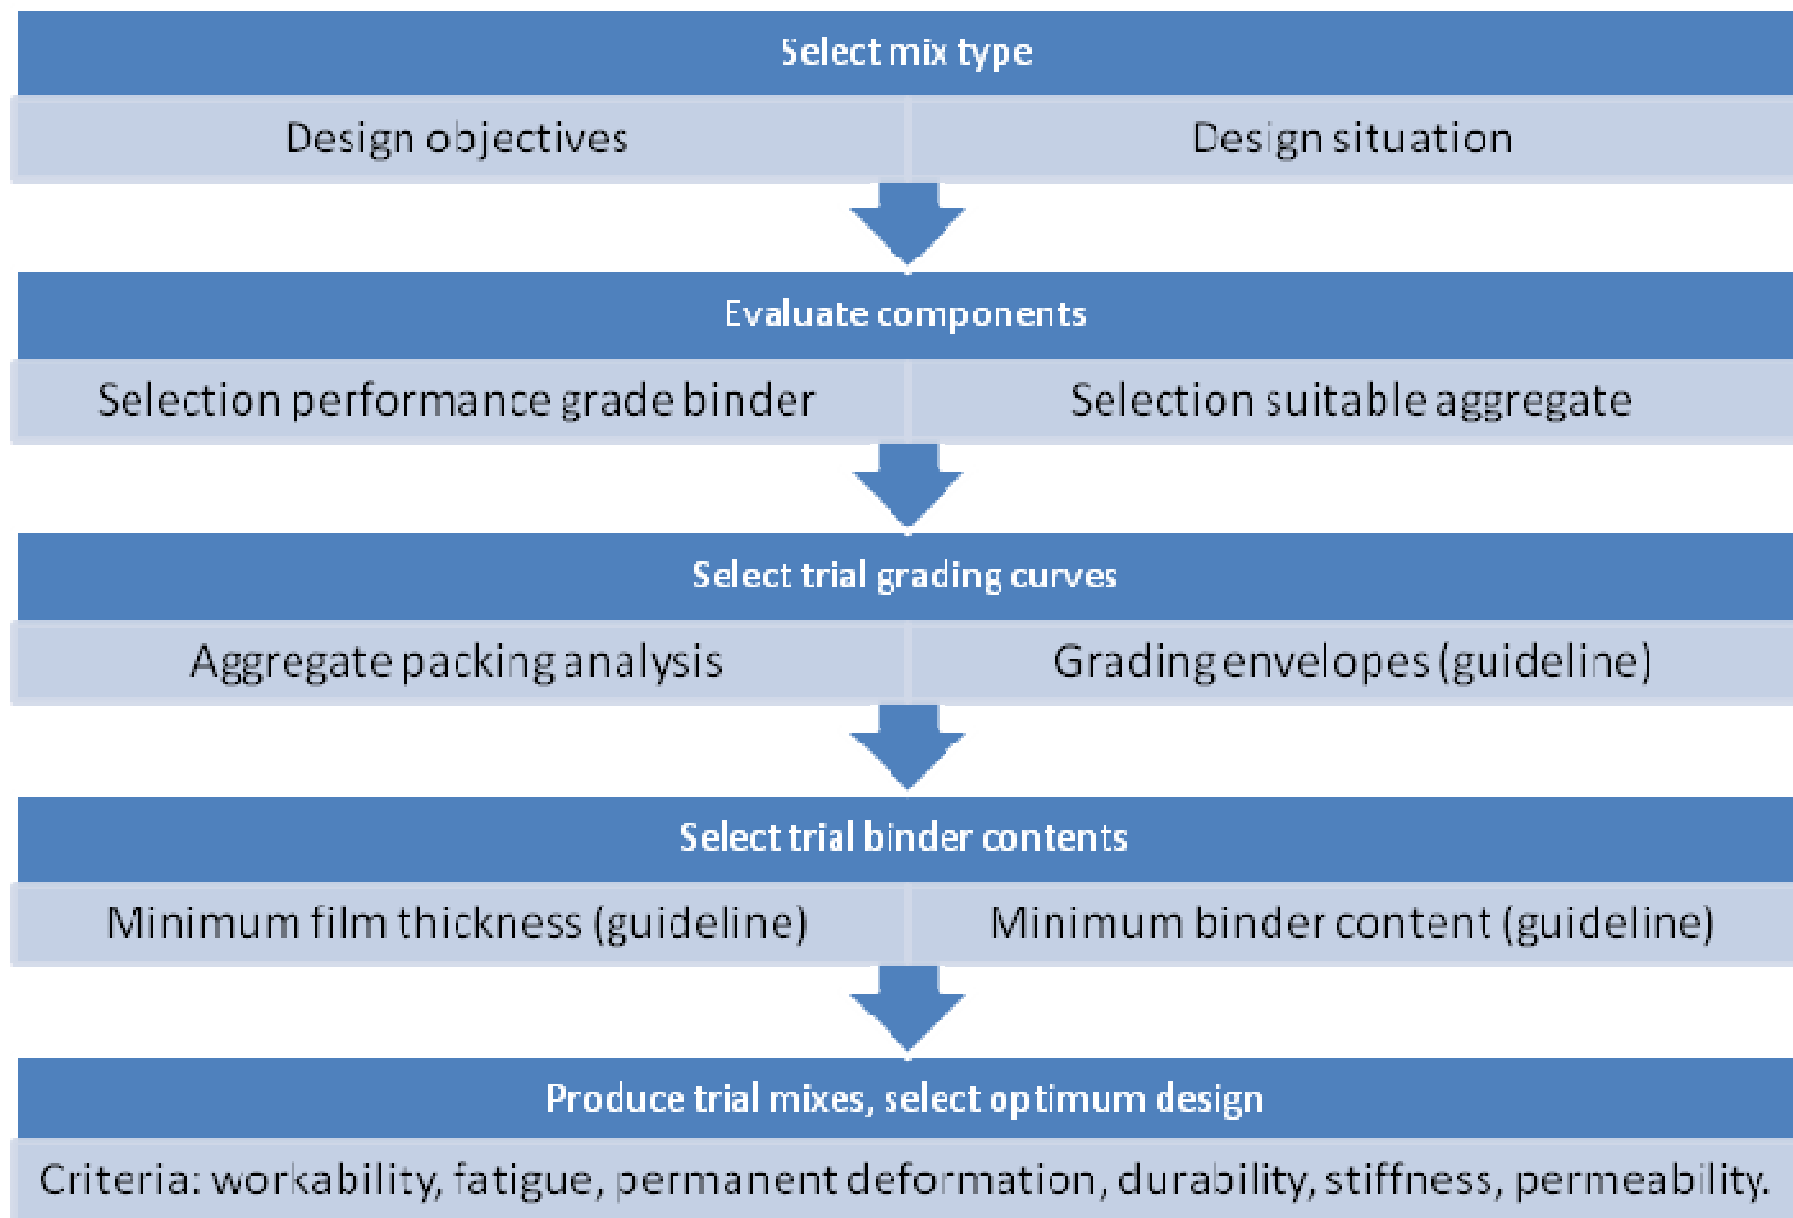 Select mix type
Design objectives
Design situation
Evaluate components
Selection performance grade binder
Selection suitable aggregate
Select trial grading curves
Aggregate packing analysis
Grading envelopes (guideline)
Select trial binder contents
Minimum film thickness (guideline)
Minimum binder content (guideline)
Produce trial mixes, select optimum design
Criteria: workability, fatigue, permanent deformation, durability, stiffness, permeability.